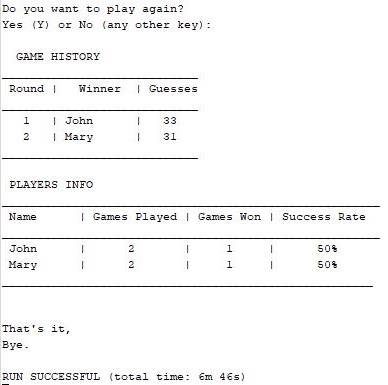 Do you want to play again?
Yes (Y) or No (any other key):
GAME HISTORY
Round | Winner | Guesses
1 | John | 33
2 | Mary | 31
PLAYERS INFO
Name | Games Played | Games Won | Success Rate
John | 2 | 1 | 50%
Mary | 2 | 1 | 50%
That's it,
Bye.
RUN SUCCESSFUL (total time: 6m 46s)